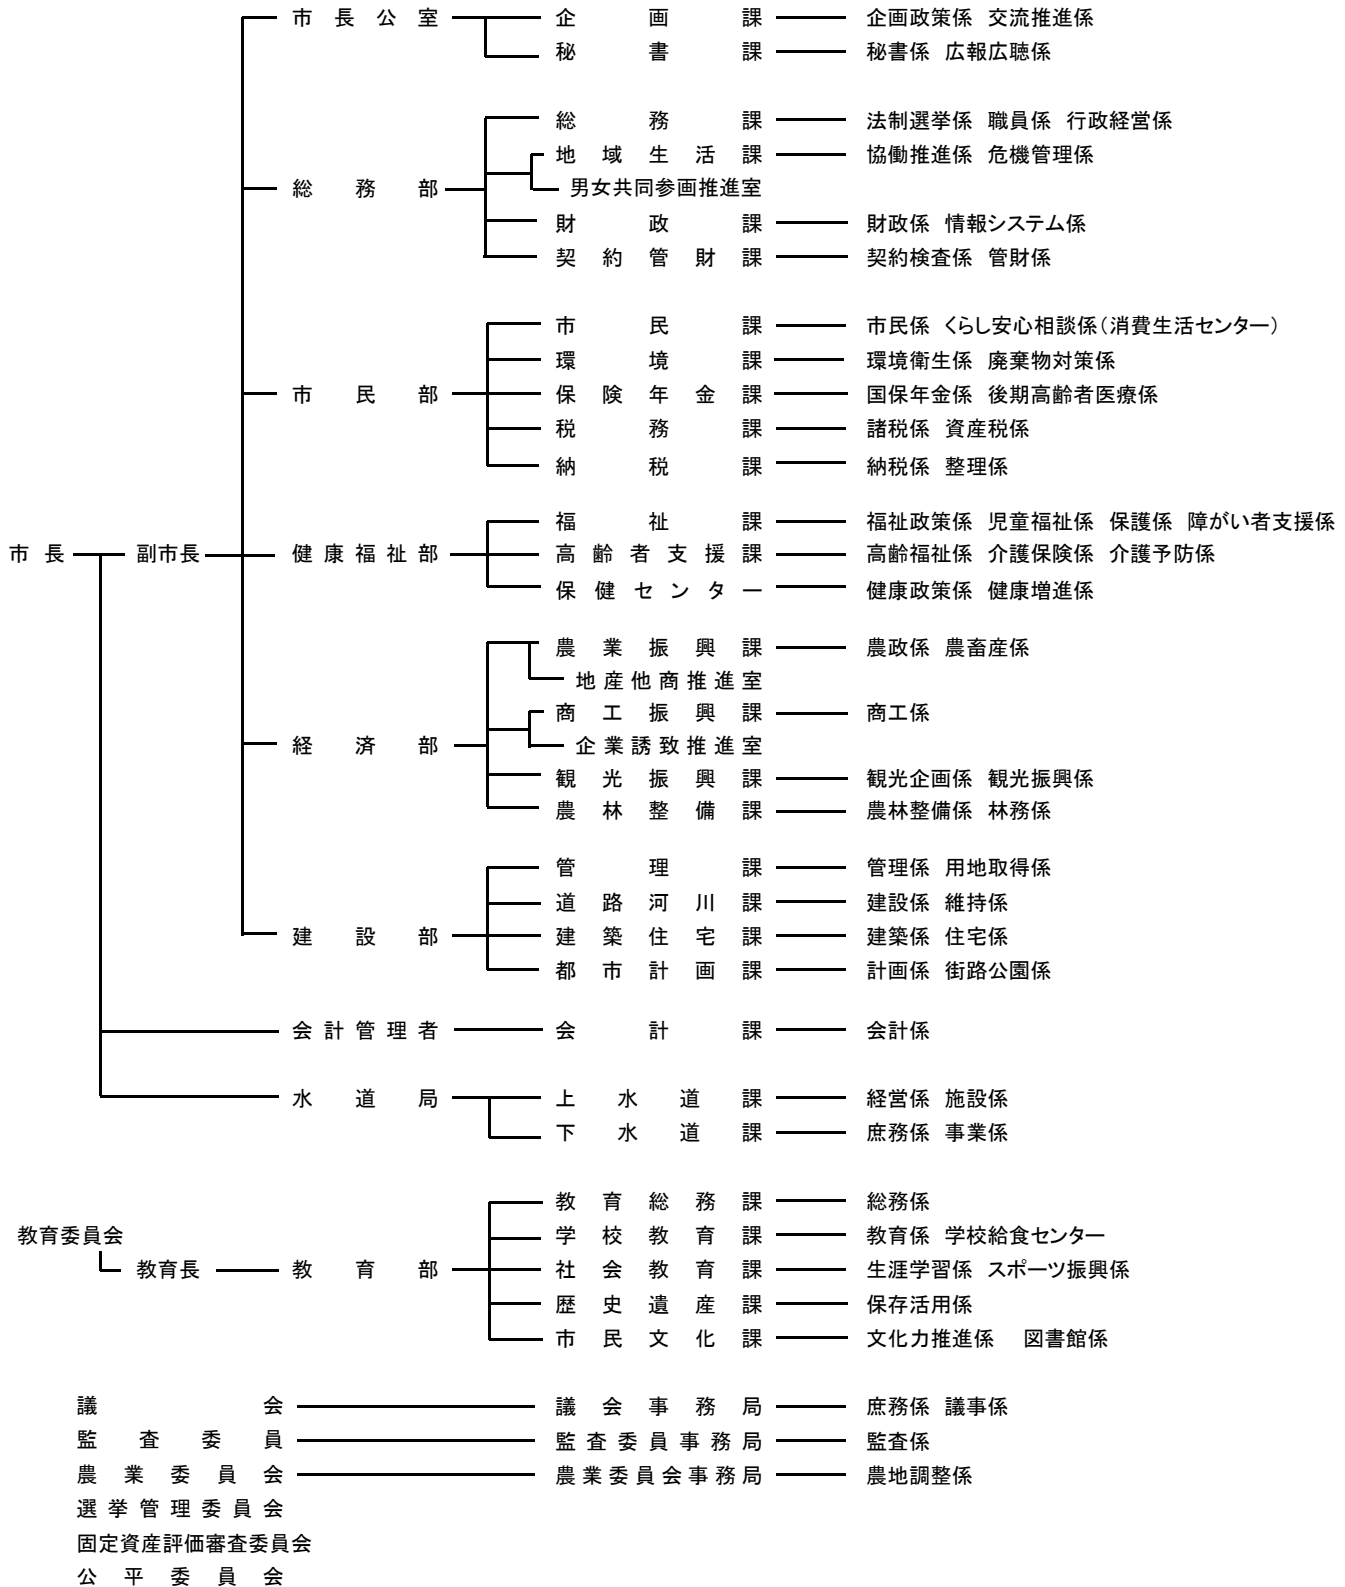 市長公室 企画課 企画政策係 交流推進係
秘書課 秘書係 広報広聴係
総務課 法制選挙係 職員係 行政経営係
地域生活課 協働推進係 危機管理係
総務部 男女共同参画推進室
財政課 財政係 情報システム係
契約管財課 契約検査係 管財係
市民課 市民係 くらし安心相談係(消費生活センター)
環境課 環境衛生係 廃棄物対策係
市民部 保険年金課 国保年金係 後期高齢者医療係
税務課 諸税係 資産税係
納税課 納税係 整理係
福祉課 福祉政策係 児童福祉係 保護係 障がい者支援係
市長 副市長 健康福祉部 高齢者支援課 高齢福祉係 介護保険係 介護予防係
保健センター 健康政策係 健康増進係
農業振興課 農政係 農畜産係
地産他商推進室
商工振興課 商工係
経済部 企業誘致推進室
観光振興課 観光企画係 観光振興係
農林整備課 農林整備係 林務係
管理課 管理係 用地取得係
道路河川課 建設係 維持係
建設部 建築住宅課 建築係 住宅係
都市計画課 計画係 街路公園係
会計管理者 会計課 会計係
水道局 上水道課 経営係 施設係
下水道課 庶務係 事業係
教育総務課 総務係
教育委員会 学校教育課 教育係 学校給食センター
教育長 教育部 社会教育課 生涯学習係 スポーツ振興係
歴史遺産課 保存活用係
市民文化課 文化力推進係 図書館係
議会 議会事務局 庶務係 議事係
監査委員 監査委員事務局 監査係
農業委員会 農業委員会事務局 農地調整係
選挙管理委員会
固定資産評価審査委員会
公平委員会